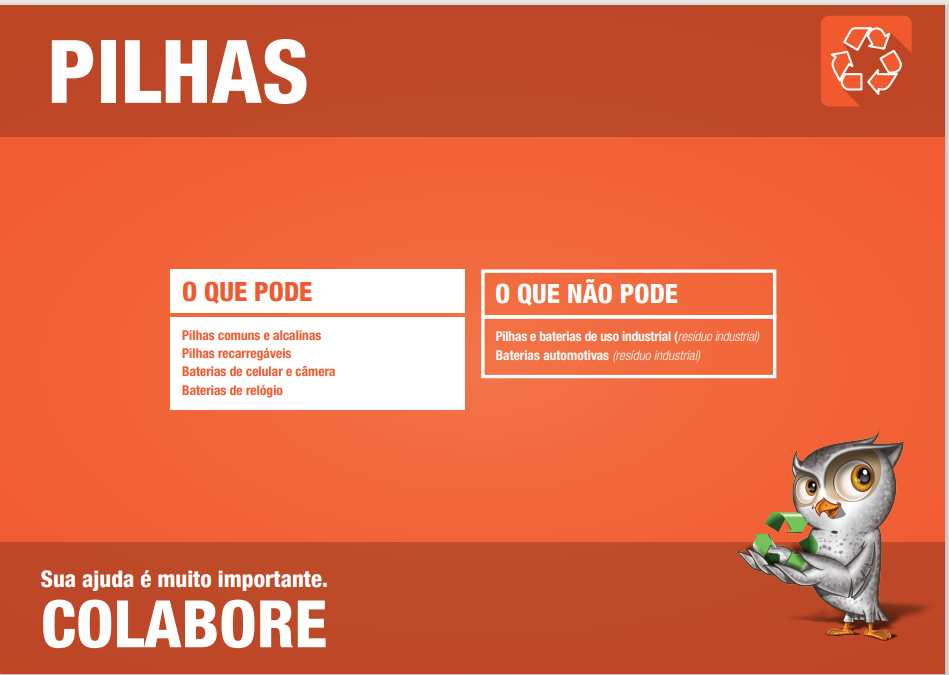 PILHAS
O QUE PODE
Pilhas comuns e alcalinas
Pilhas recarregáveis
Baterias de celular e câmera
Baterias de relógio
O QUE NÃO PODE
Pilhas e baterias de uso industrial (resíduo industrial)
Baterias automotivas (resíduo industrial)
Sua ajuda é muito importante.
COLABORE